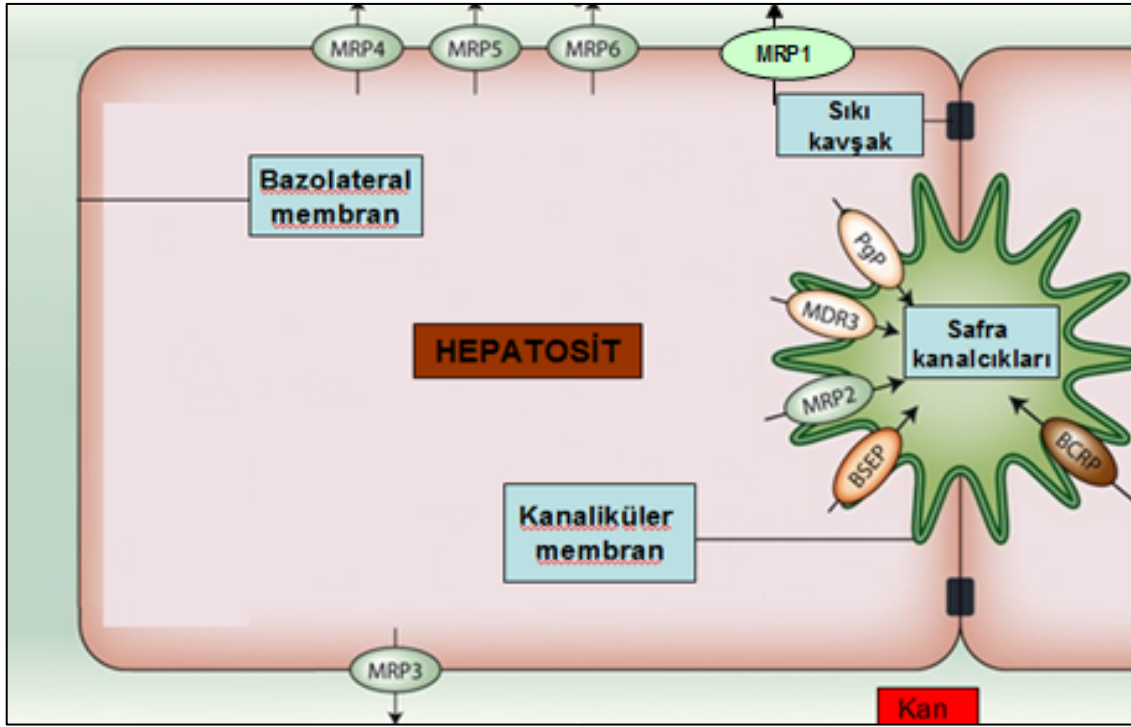 MRP4
MRP5
MRP6
MRP1
Sıkı
kavşak
Bazolateral
membran
PgP
MDR3
HEPATOSİT
Safra
kanalcıkları
MRP2
BSEP
BCRP
Kanaliküler
membran
MRP3
Kan